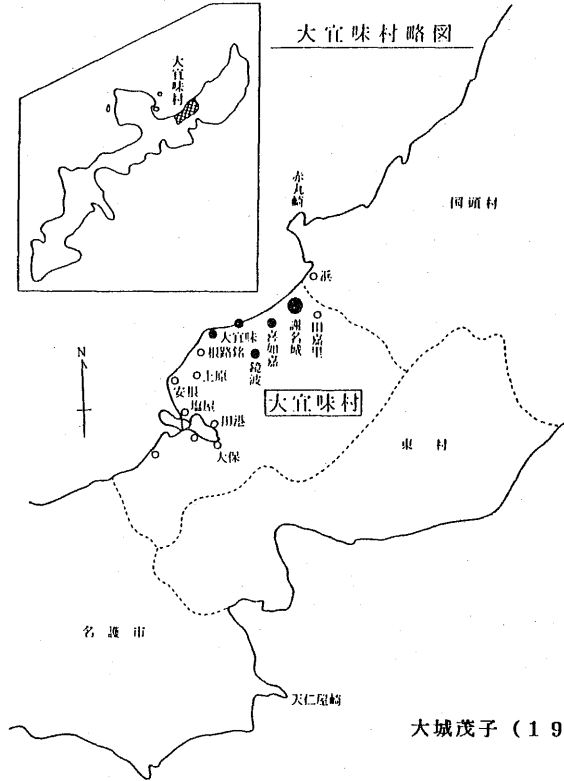 大宜味村略図
大宜味村
赤丸崎
国頭村
浜
謝名城
田嘉里
喜如嘉
大宜味
饒波
根路銘
上原
大宜味村
安根
塩屋
田港
大保
東村
N
名護市
天仁屋崎
大城茂子(19